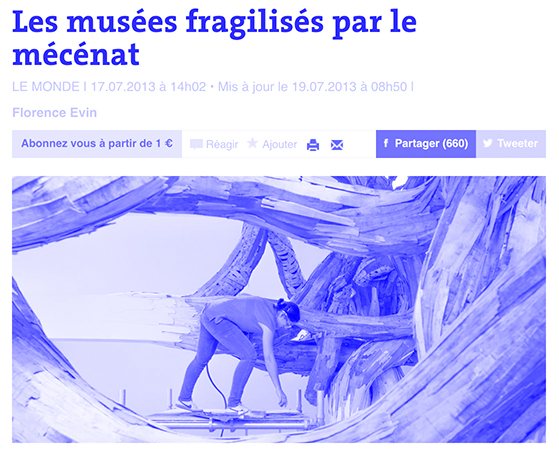 Les musées fragilisés par le
mécénat
LE MONDE | 17.07.2013 à 14h02 • Mis à jour le 19.07.2013 à 08h50 |
Florence Evin
Abonnez vous à partir de 1 € Réagir Ajouter f Partager (660) Tweeter